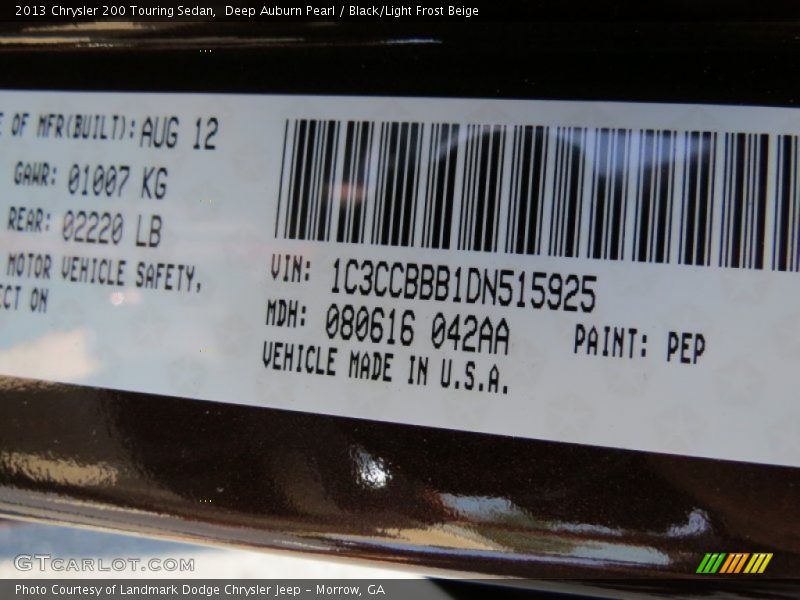 2013 Chrysler 200 Touring Sedan,  Deep Auburn Pearl / Black/Light Frost Beige
E OF MFR(BUILT): AUG 12
GAWR: 01007 KG
REAR: 02220 LB
MOTOR VEHICLE SAFETY,
ECT ON
VIN: 1C3CCBBB1DN515925
MDH: 080616 042AA
PAINT: PEP
VEHICLE MADE IN U.S.A.
GTCARLOT.COM
Photo Courtesy of Landmark Dodge Chrysler Jeep - Morrow, GA